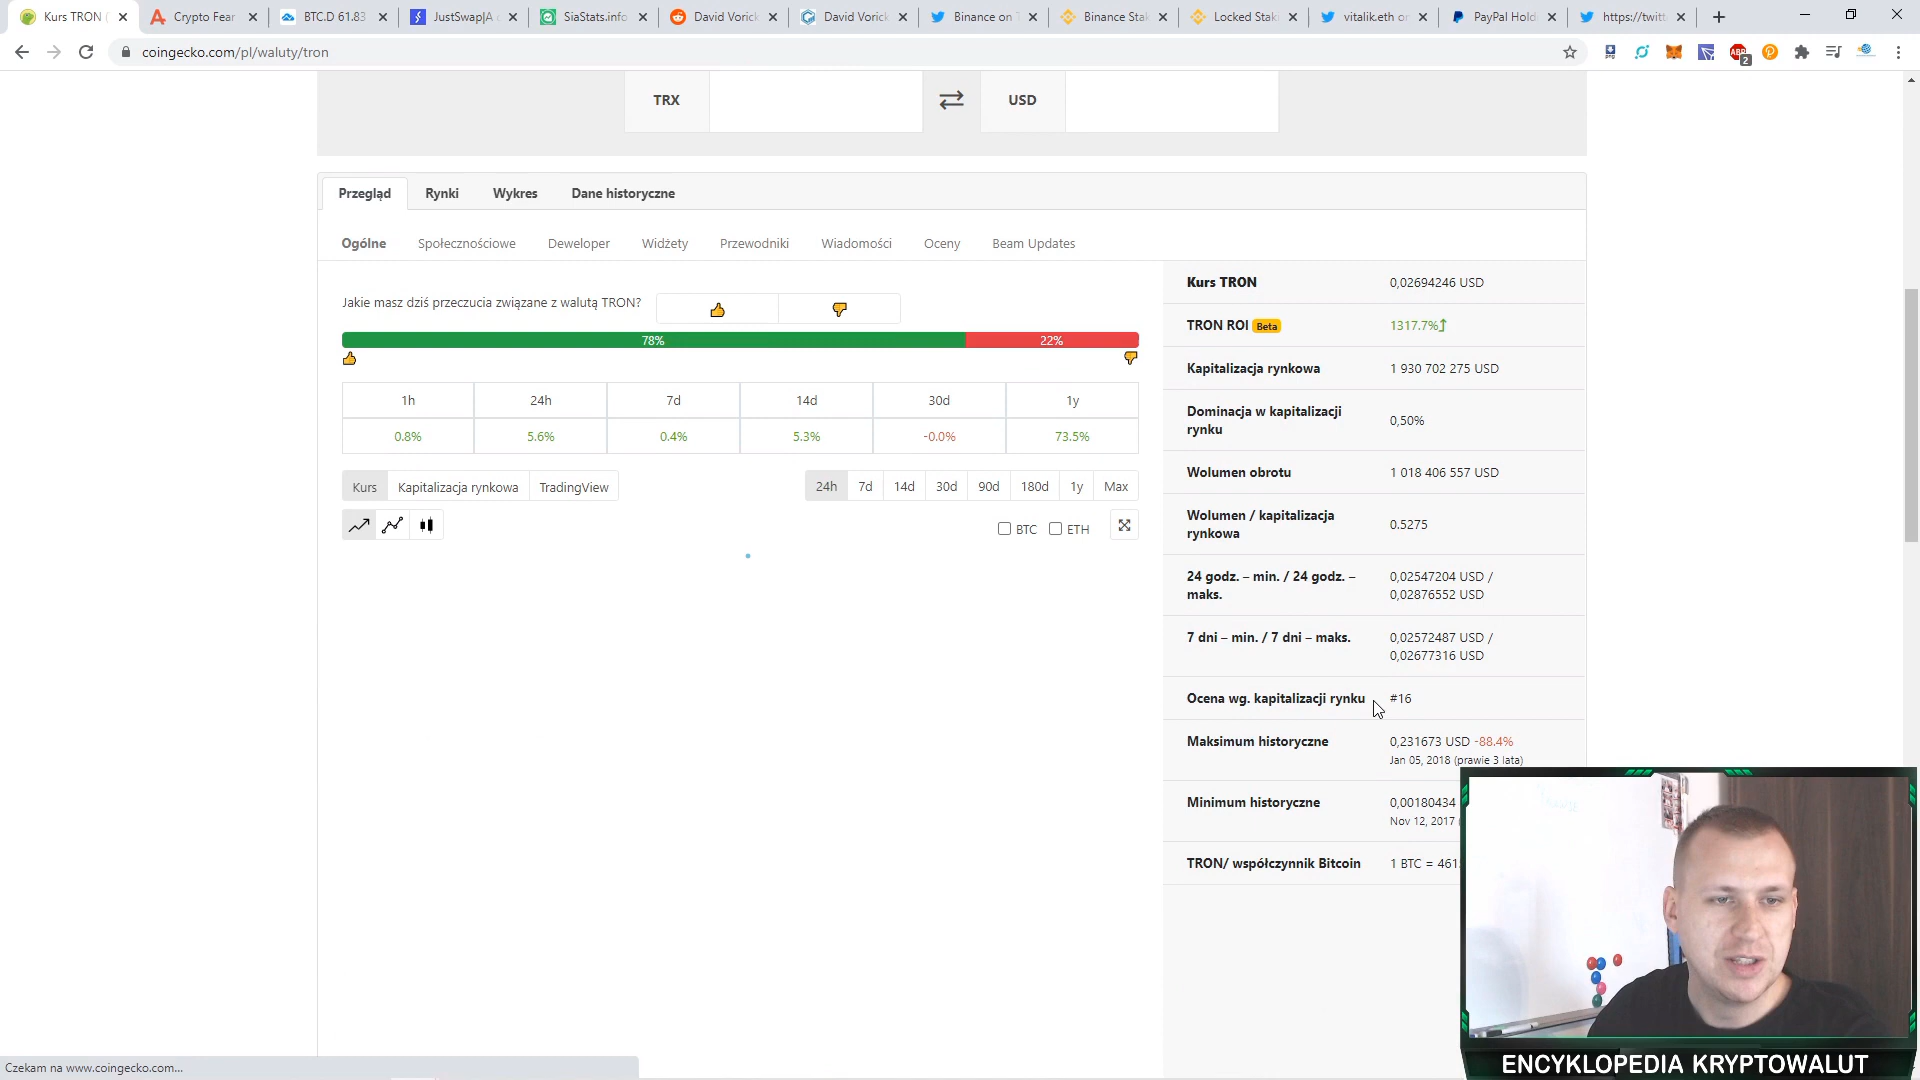 Kurs TRON (
Crypto Fear
BTC.D 61.83
JustSwap|A d
SiaStats.info
David Vorick
David Vorick
Binance on T
Binance Stak
Locked Stak
vitalik.eth or
PayPal Hold
https://twitt
coingecko.com/pl/waluty/tron
2
TRX
USD
Przegląd
Rynki
Wykres
Dane historyczne
Ogólne
Społecznościowe
Deweloper
Widżety
Przewodniki
Wiadomości
Oceny
Beam Updates
Jakie masz dziś przeczucia związane z walutą TRON?
78%
22%
1h
24h
7d
14d
30d
1y
0.8%
5.6%
0.4%
5.3%
-0.0%
73.5%
Kurs
Kapitalizacja rynkowa
TradingView
24h
7d
14d
30d
90d
180d
1y
Max
BTC
ETH
Kurs TRON
0,02694246 USD
TRON ROI Beta
1317.7%
Kapitalizacja rynkowa
1 930 702 275 USD
Dominacja w kapitalizacji
rynku
0,50%
Wolumen obrotu
1 018 406 557 USD
Wolumen / kapitalizacja
rynkowa
0.5275
24 godz. – min. / 24 godz. –
maks.
0,02547204 USD /
0,02876552 USD
7 dni – min. / 7 dni – maks.
0,02572487 USD /
0,02677316 USD
Ocena wg. kapitalizacji rynku
#16
Maksimum historyczne
0,231673 USD -88.4%
Jan 05, 2018 (prawie 3 lata)
Minimum historyczne
0,00180434
Nov 12, 2017
TRON/ współczynnik Bitcoin
1 BTC = 461
Czekam na www.coingecko.com...
ENCYKLOPEDIA KRYPTOWALUT